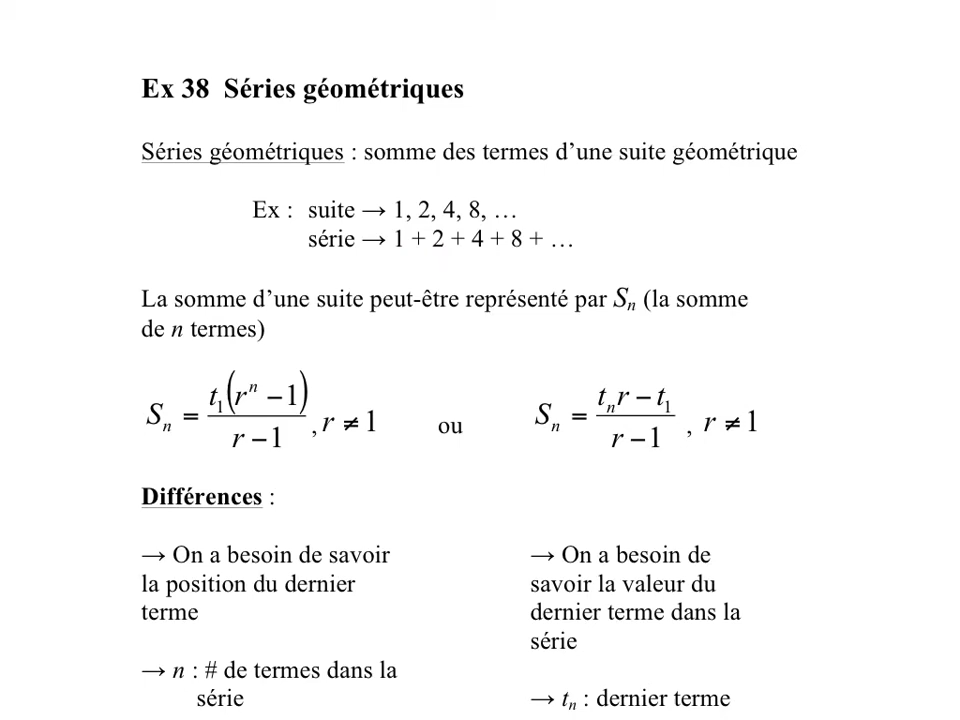 Ex 38 Séries géométriques
Séries géométriques : somme des termes d’une suite géométrique
Ex : suite → 1, 2, 4, 8, …
série → 1 + 2 + 4 + 8 + …
La somme d’une suite peut-être représenté par Sₙ (la somme
de n termes)
Sₙ = t₁(rⁿ − 1) / (r − 1) , r ≠ 1 ou Sₙ = (tₙr − t₁) / (r − 1) , r ≠ 1
Différences :
→ On a besoin de savoir
la position du dernier
terme
→ n : # de termes dans la
série
→ On a besoin de
savoir la valeur du
dernier terme dans la
série
→ tₙ : dernier terme